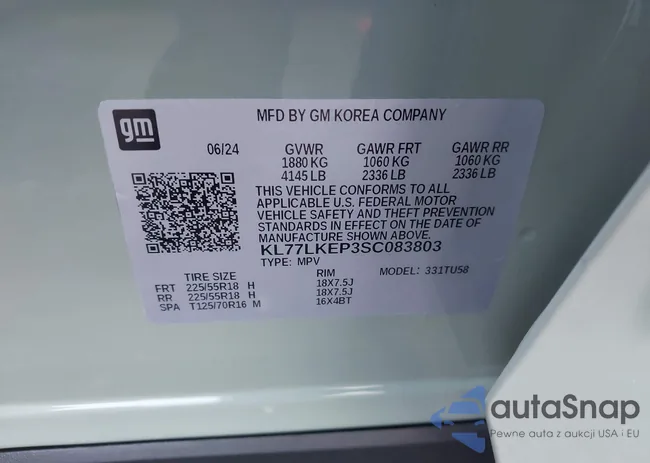 gm
MFD BY GM KOREA COMPANY
06/24 GVWR GAWR FRT GAWR RR
1880 KG 1060 KG 1060 KG
4145 LB 2336 LB 2336 LB
THIS VEHICLE CONFORMS TO ALL
APPLICABLE U.S. FEDERAL MOTOR
VEHICLE SAFETY AND THEFT PREVENTION
STANDARDS IN EFFECT ON THE DATE OF
MANUFACTURE SHOWN ABOVE.
KL77LKEP3SC083803
TYPE: MPV MODEL: 331TU58
TIRE SIZE RIM
FRT 225/55R18 H 18X7.5J
RR 225/55R18 H 18X7.5J
SPA T125/70R16 M 16X4BT
autaSnap
Pewne auta z aukcji USA i EU